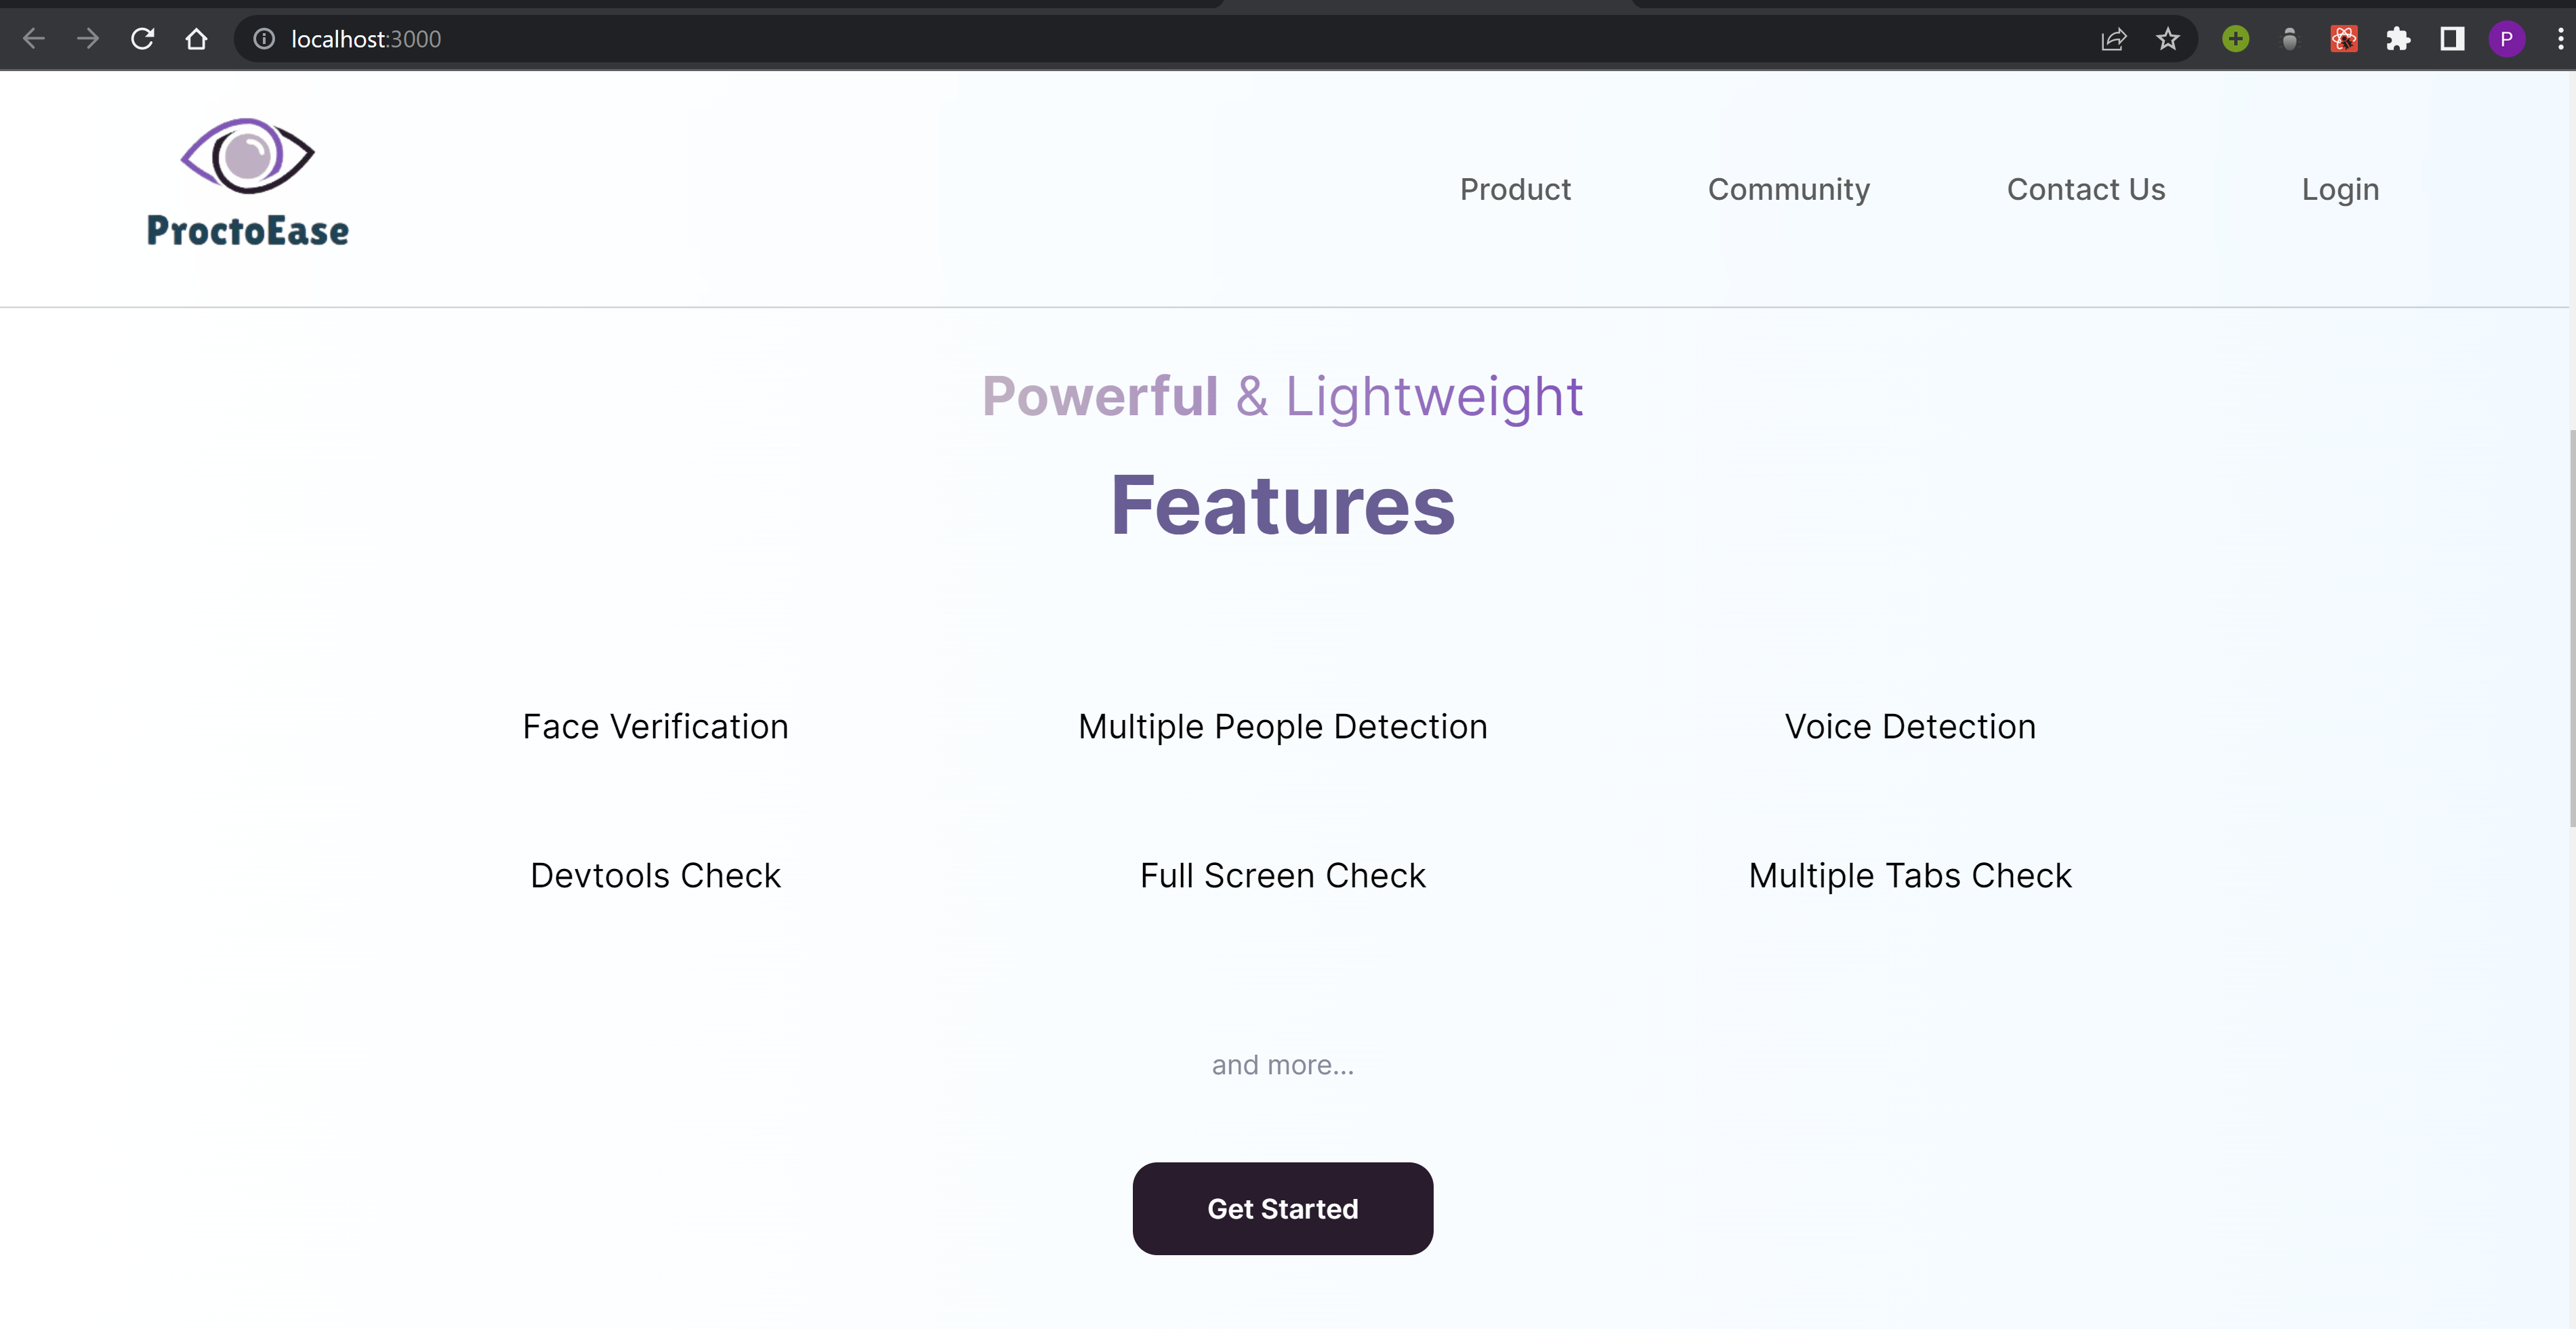 localhost:3000
P
ProctoEase
Product Community Contact Us Login
Powerful & Lightweight
Features
Face Verification Multiple People Detection Voice Detection
Devtools Check Full Screen Check Multiple Tabs Check
and more...
Get Started